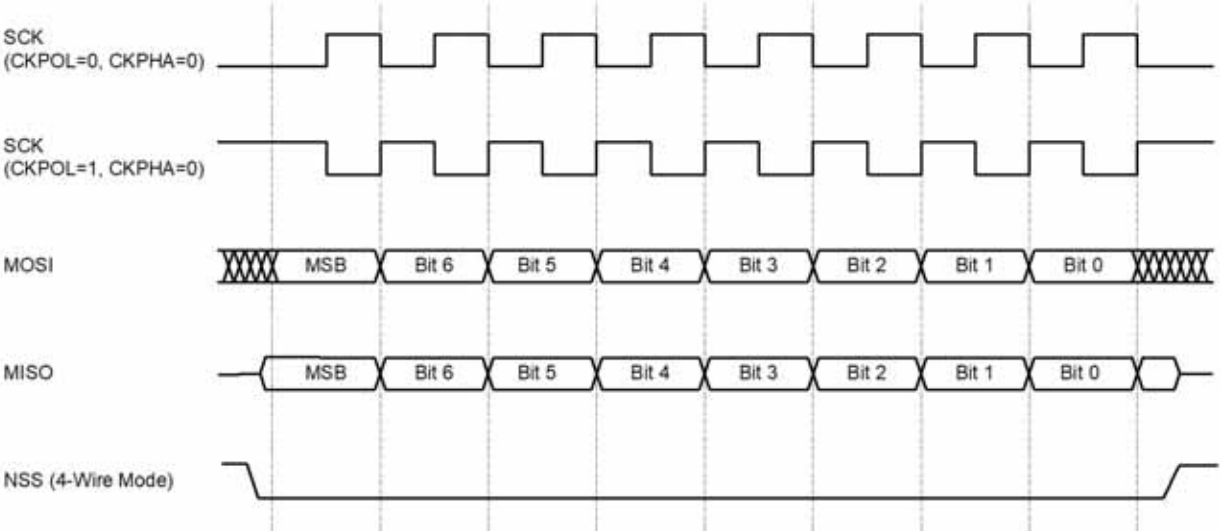 SCK
(CKPOL=0, CKPHA=0)
SCK
(CKPOL=1, CKPHA=0)
MOSI MSB Bit 6 Bit 5 Bit 4 Bit 3 Bit 2 Bit 1 Bit 0
MISO MSB Bit 6 Bit 5 Bit 4 Bit 3 Bit 2 Bit 1 Bit 0
NSS (4-Wire Mode)